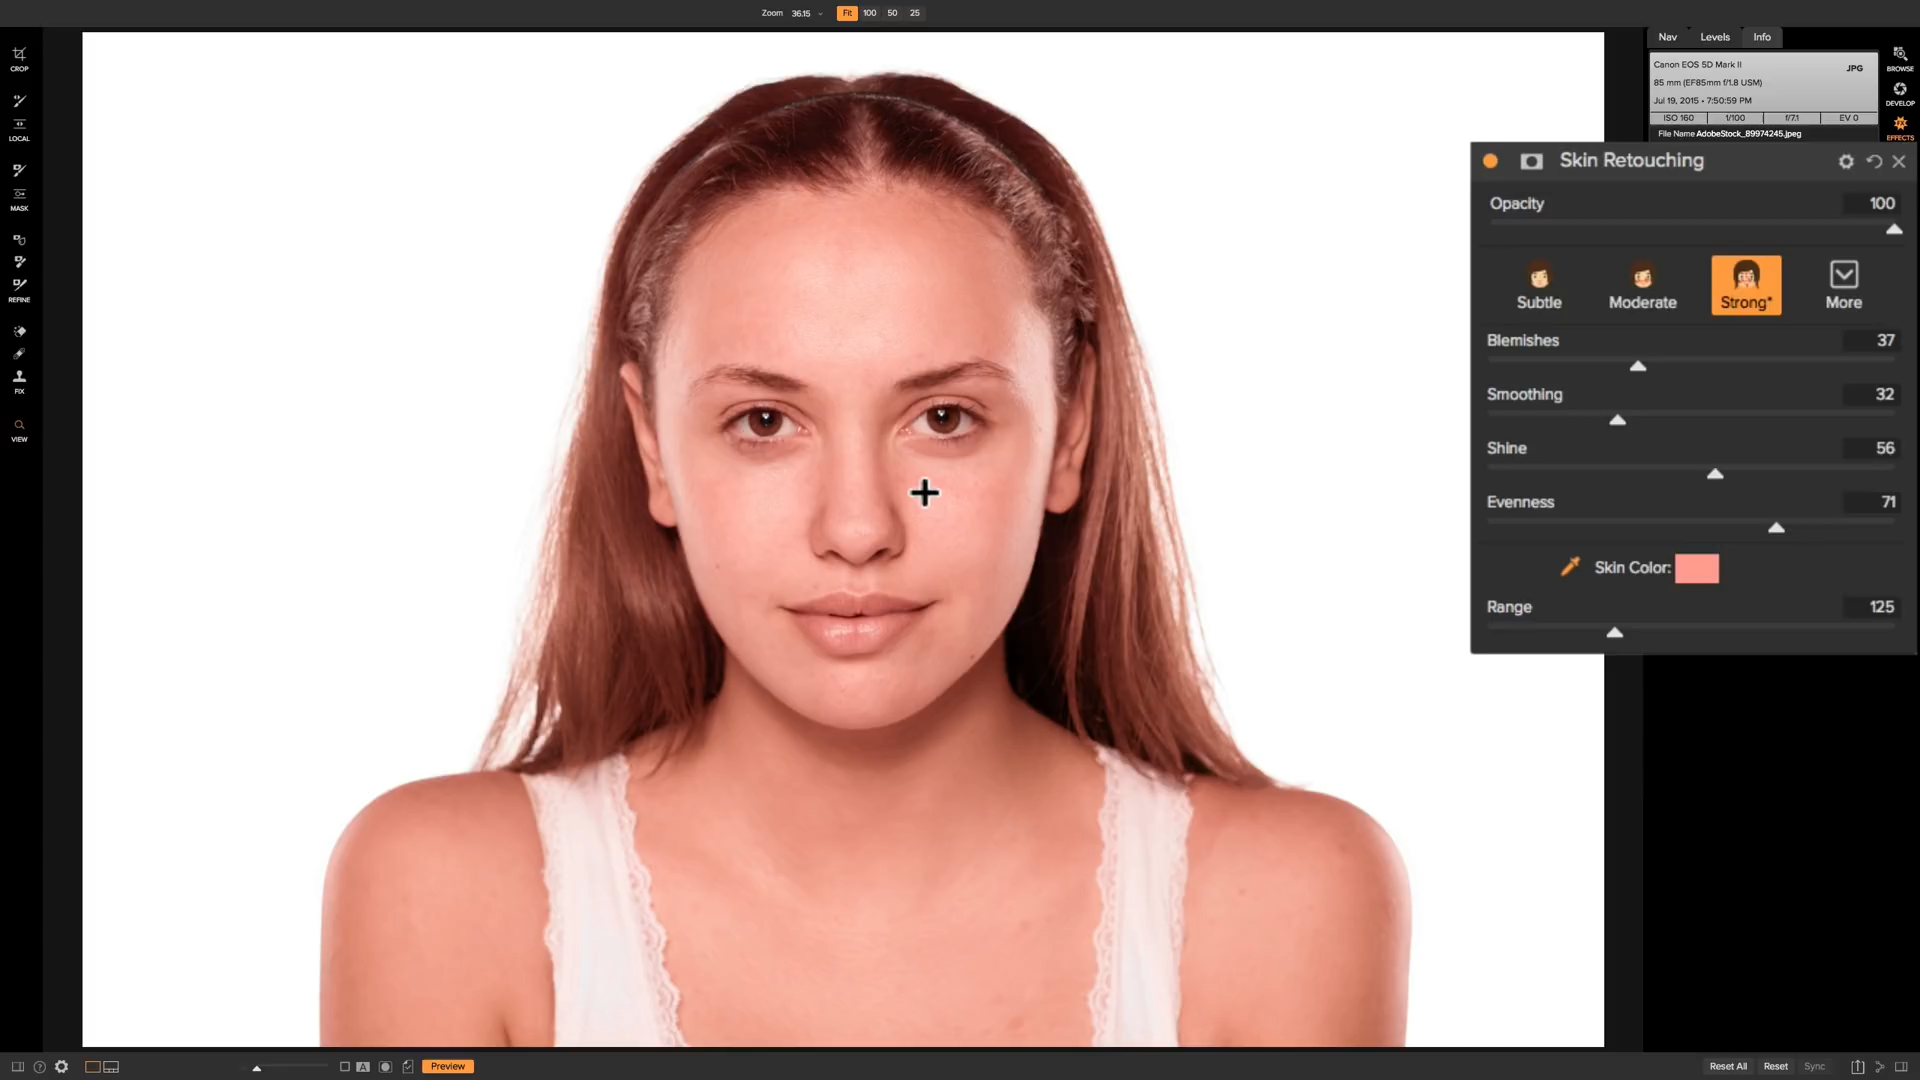 Zoom 36.15 Fit 100 50 25
CROP
LOCAL
MASK
REFINE
FIX
VIEW
Nav Levels Info
Canon EOS 5D Mark II JPG
85 mm (EF85mm f/1.8 USM)
Jul 19, 2015 • 7:50:59 PM
ISO 160 1/100 f/7.1 EV 0
File Name AdobeStock_89974245.jpeg
BROWSE
DEVELOP
FX
EFFECTS
Skin Retouching
Opacity 100
Subtle Moderate Strong* More
Blemishes 37
Smoothing 32
Shine 56
Evenness 71
Skin Color:
Range 125
? A Preview Reset All Reset Sync